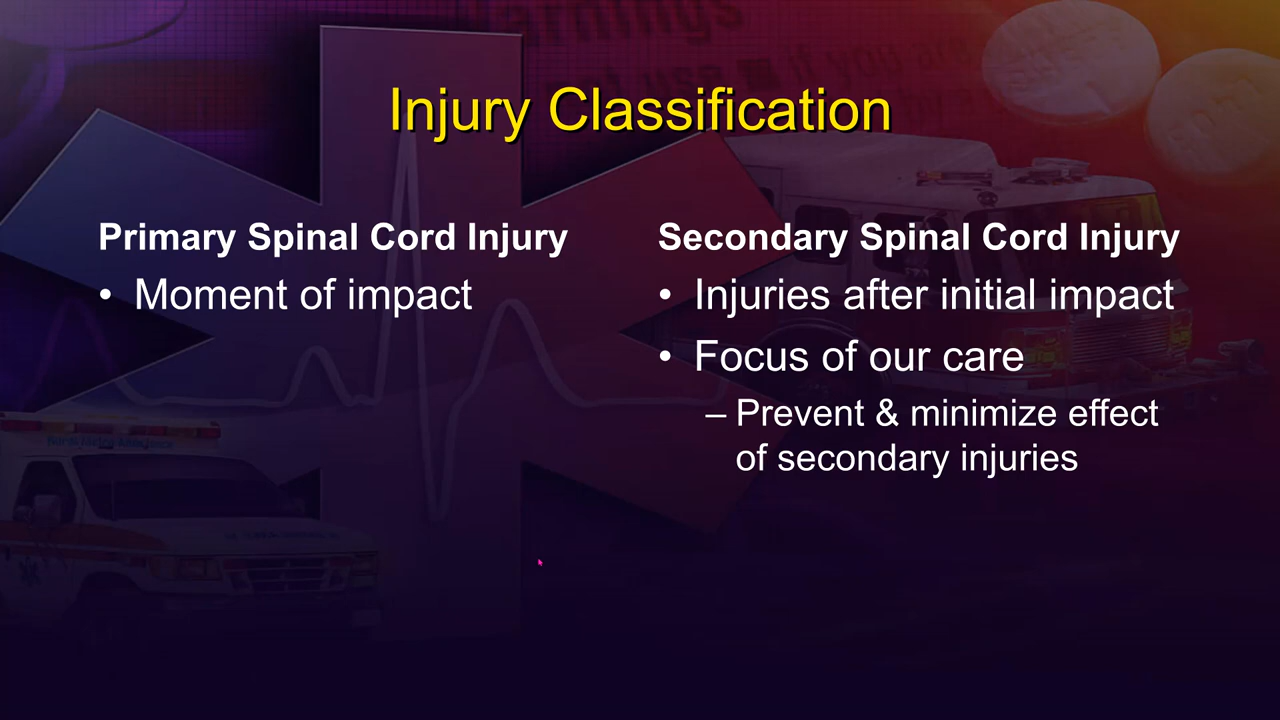 Injury Classification
Primary Spinal Cord Injury
• Moment of impact
Secondary Spinal Cord Injury
• Injuries after initial impact
• Focus of our care
– Prevent & minimize effect
of secondary injuries